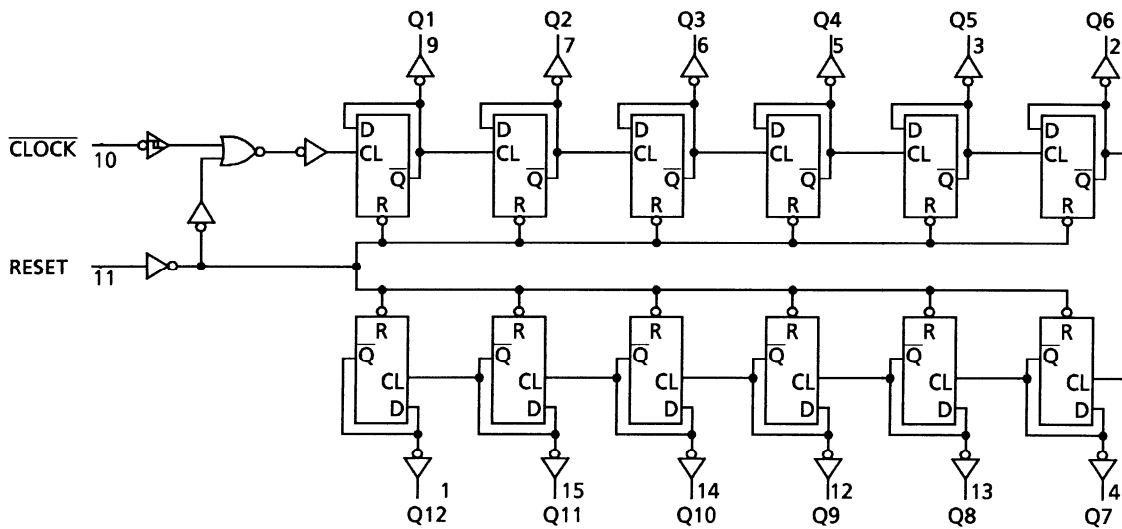 Q1 Q2 Q3 Q4 Q5 Q6
9 7 6 5 3 2
D D D D D D
CLOCK 10 CL CL CL CL CL CL
Q Q Q Q Q Q
R R R R R R
RESET 11
R R R R R R
Q Q Q Q Q Q
CL CL CL CL CL CL
D D D D D D
1 15 14 12 13 4
Q12 Q11 Q10 Q9 Q8 Q7